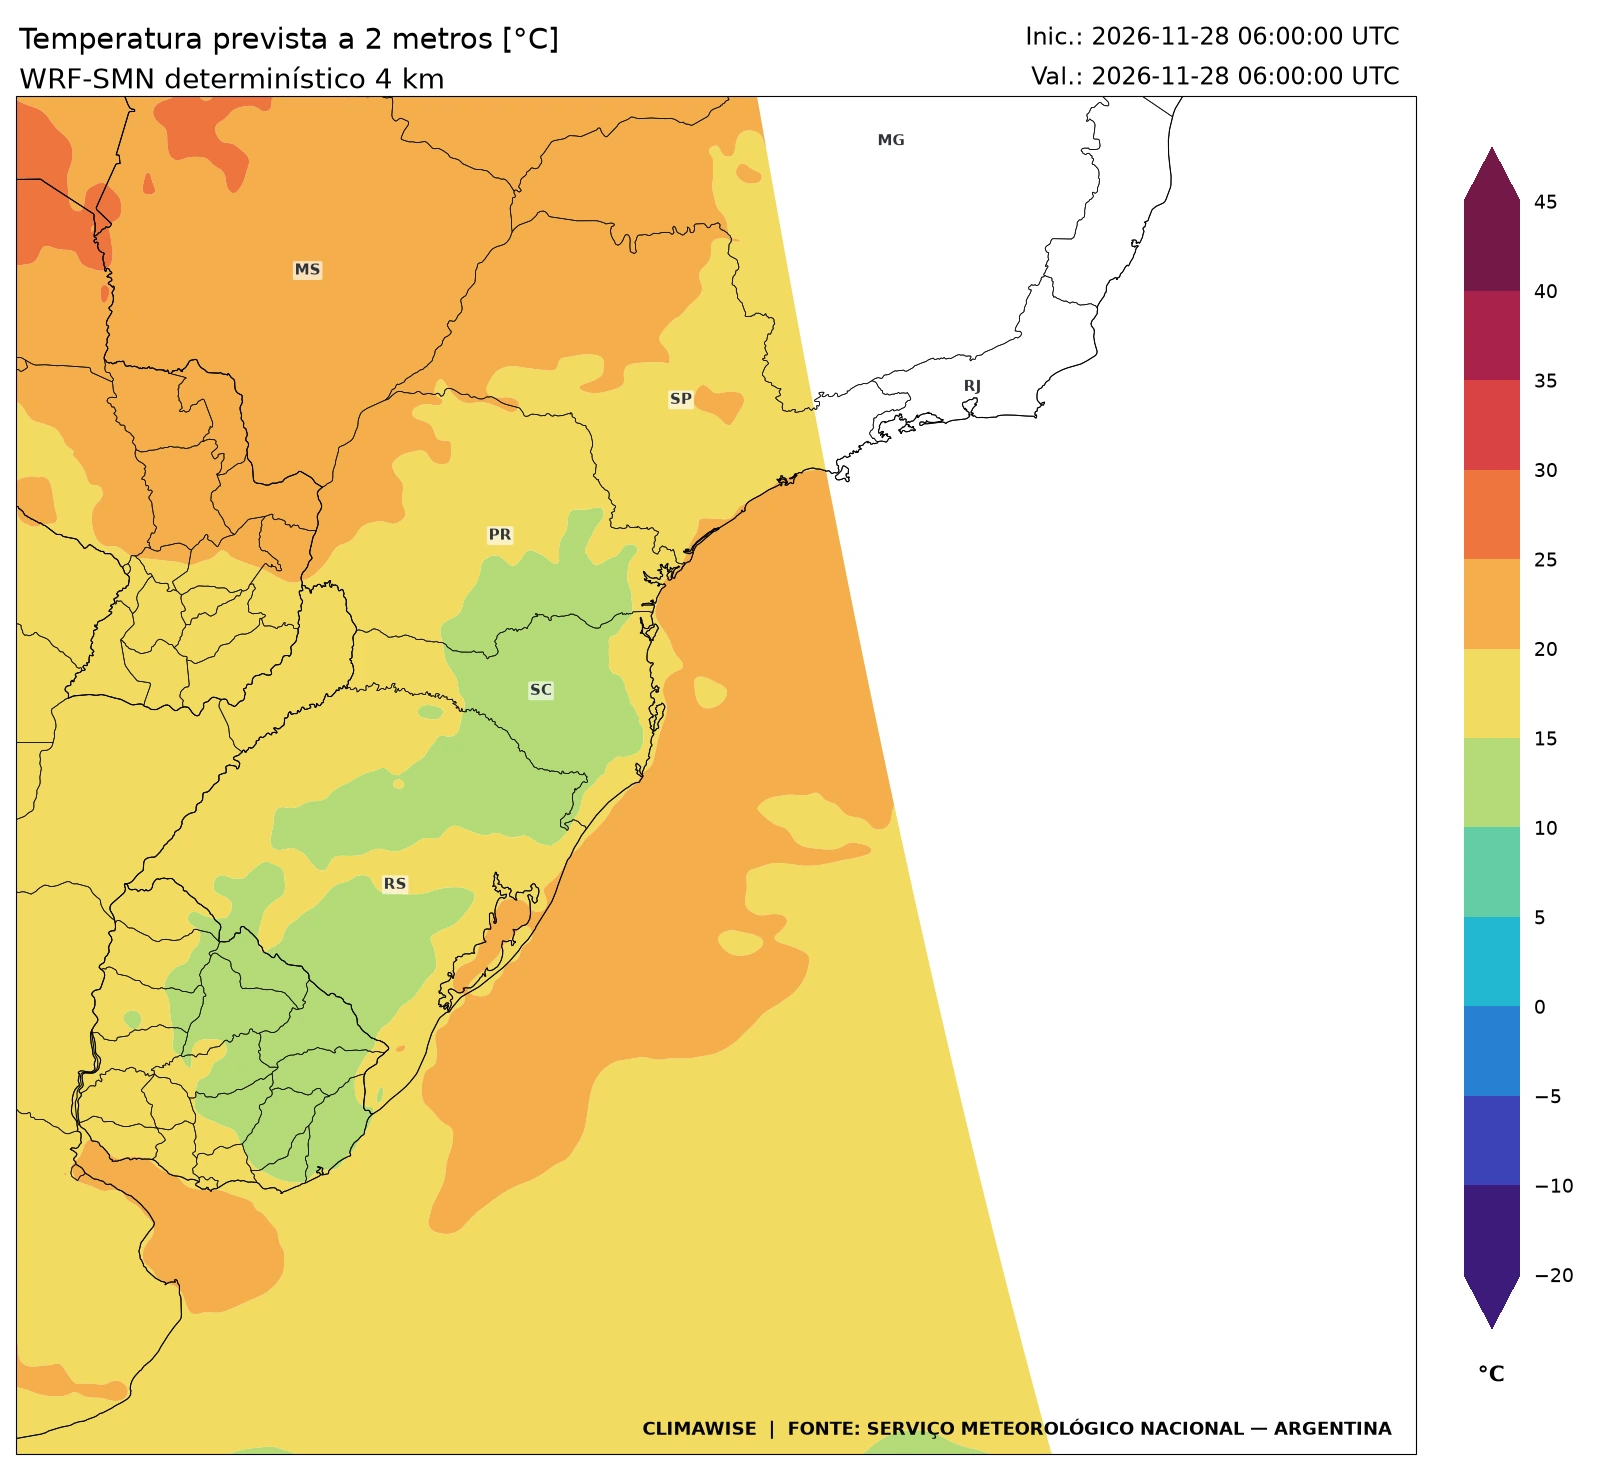 Temperatura prevista a 2 metros [°C]
WRF-SMN determinístico 4 km
Inic.: 2026-11-28 06:00:00 UTC
Val.: 2026-11-28 06:00:00 UTC
MG
MS
RJ
SP
PR
SC
RS
45
40
35
30
25
20
15
10
5
0
−5
−10
−20
°C
CLIMAWISE | FONTE: SERVIÇO METEOROLÓGICO NACIONAL — ARGENTINA